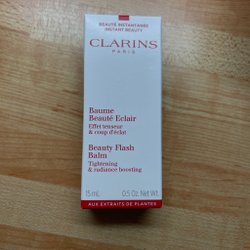 BEAUTÉ INSTANTANÉE
INSTANT BEAUTY
CLARINS
PARIS
Baume
Beauté Eclair
Effet tenseur
& coup d'éclat
Beauty Flash
Balm
Tightening
& radiance boosting
15 mL 0.5 Oz. Net Wt.
AUX EXTRAITS DE PLANTES